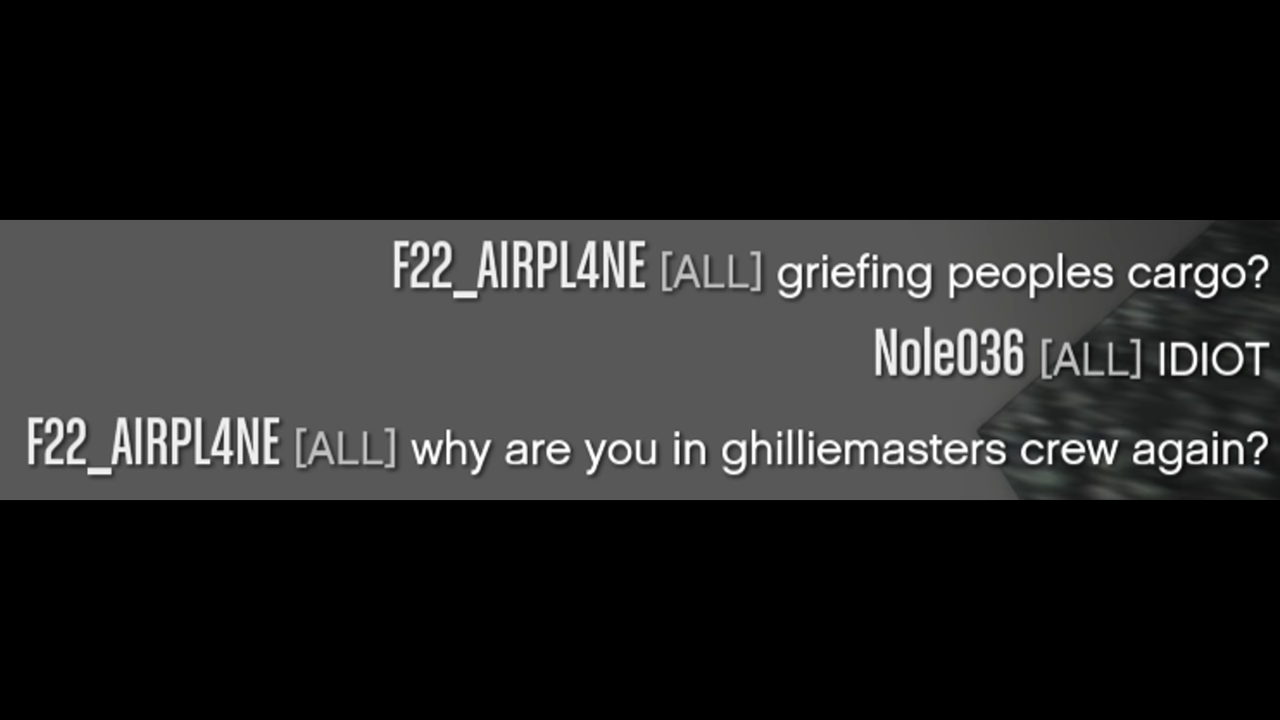 F22_AIRPL4NE [ALL] griefing peoples cargo?
Nole036 [ALL] IDIOT
F22_AIRPL4NE [ALL] why are you in ghilliemasters crew again?